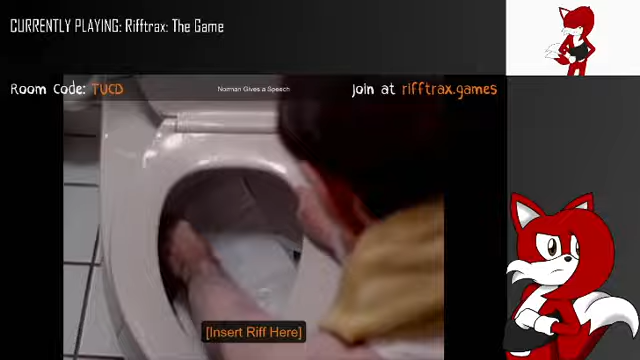 CURRENTLY PLAYING: Rifftrax: The Game
Room Code: TUCD
Norman Gives a Speech
Join at rifftrax.games
[Insert Riff Here]